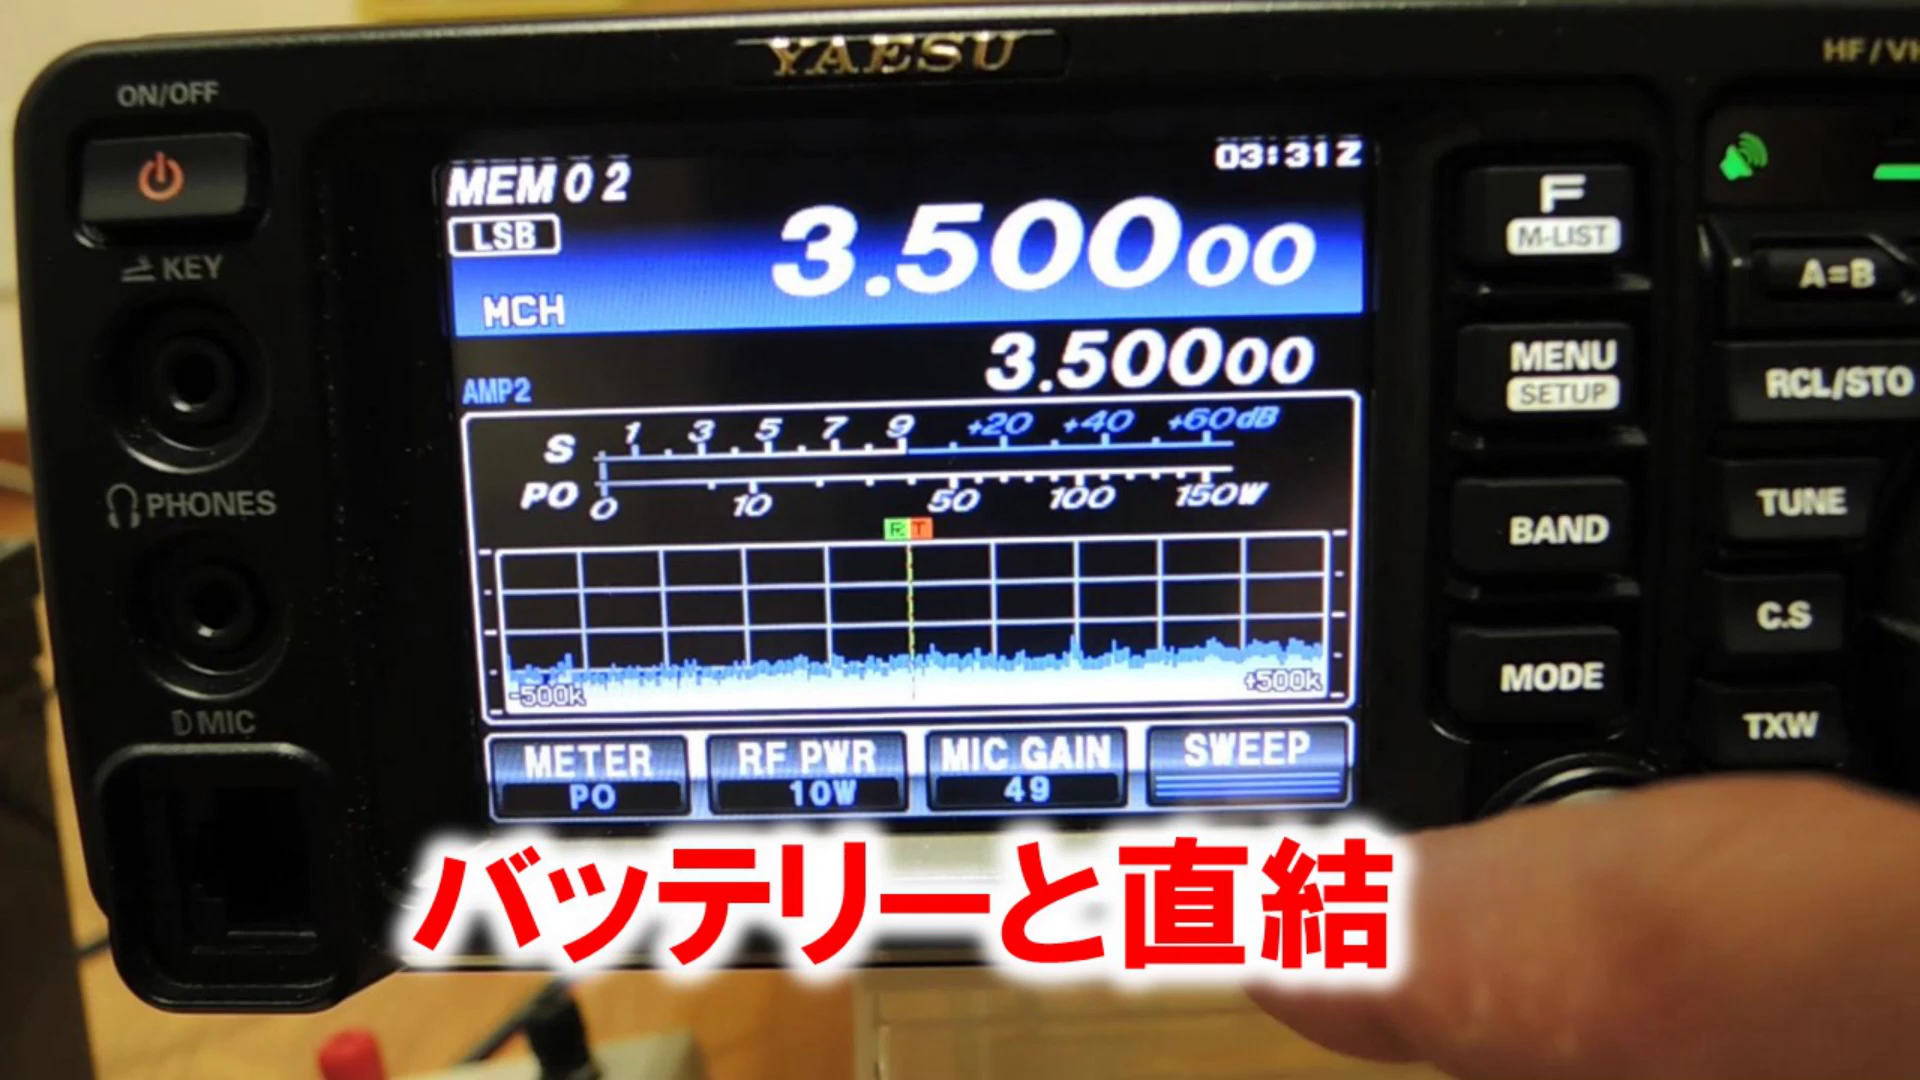 YAESU
HF/VH
ON/OFF
KEY
PHONES
MIC
MEM 02
03:31Z
LSB
3.50000
MCH
3.50000
AMP2
S 1 3 5 7 9 +20 +40 +60dB
PO 0 10 50 100 150W
R T
-500k
+500k
METER
PO
RF PWR
10W
MIC GAIN
49
SWEEP
F
M-LIST
MENU
SETUP
BAND
MODE
A=B
RCL/STO
TUNE
C.S
TXW
バッテリーと直結